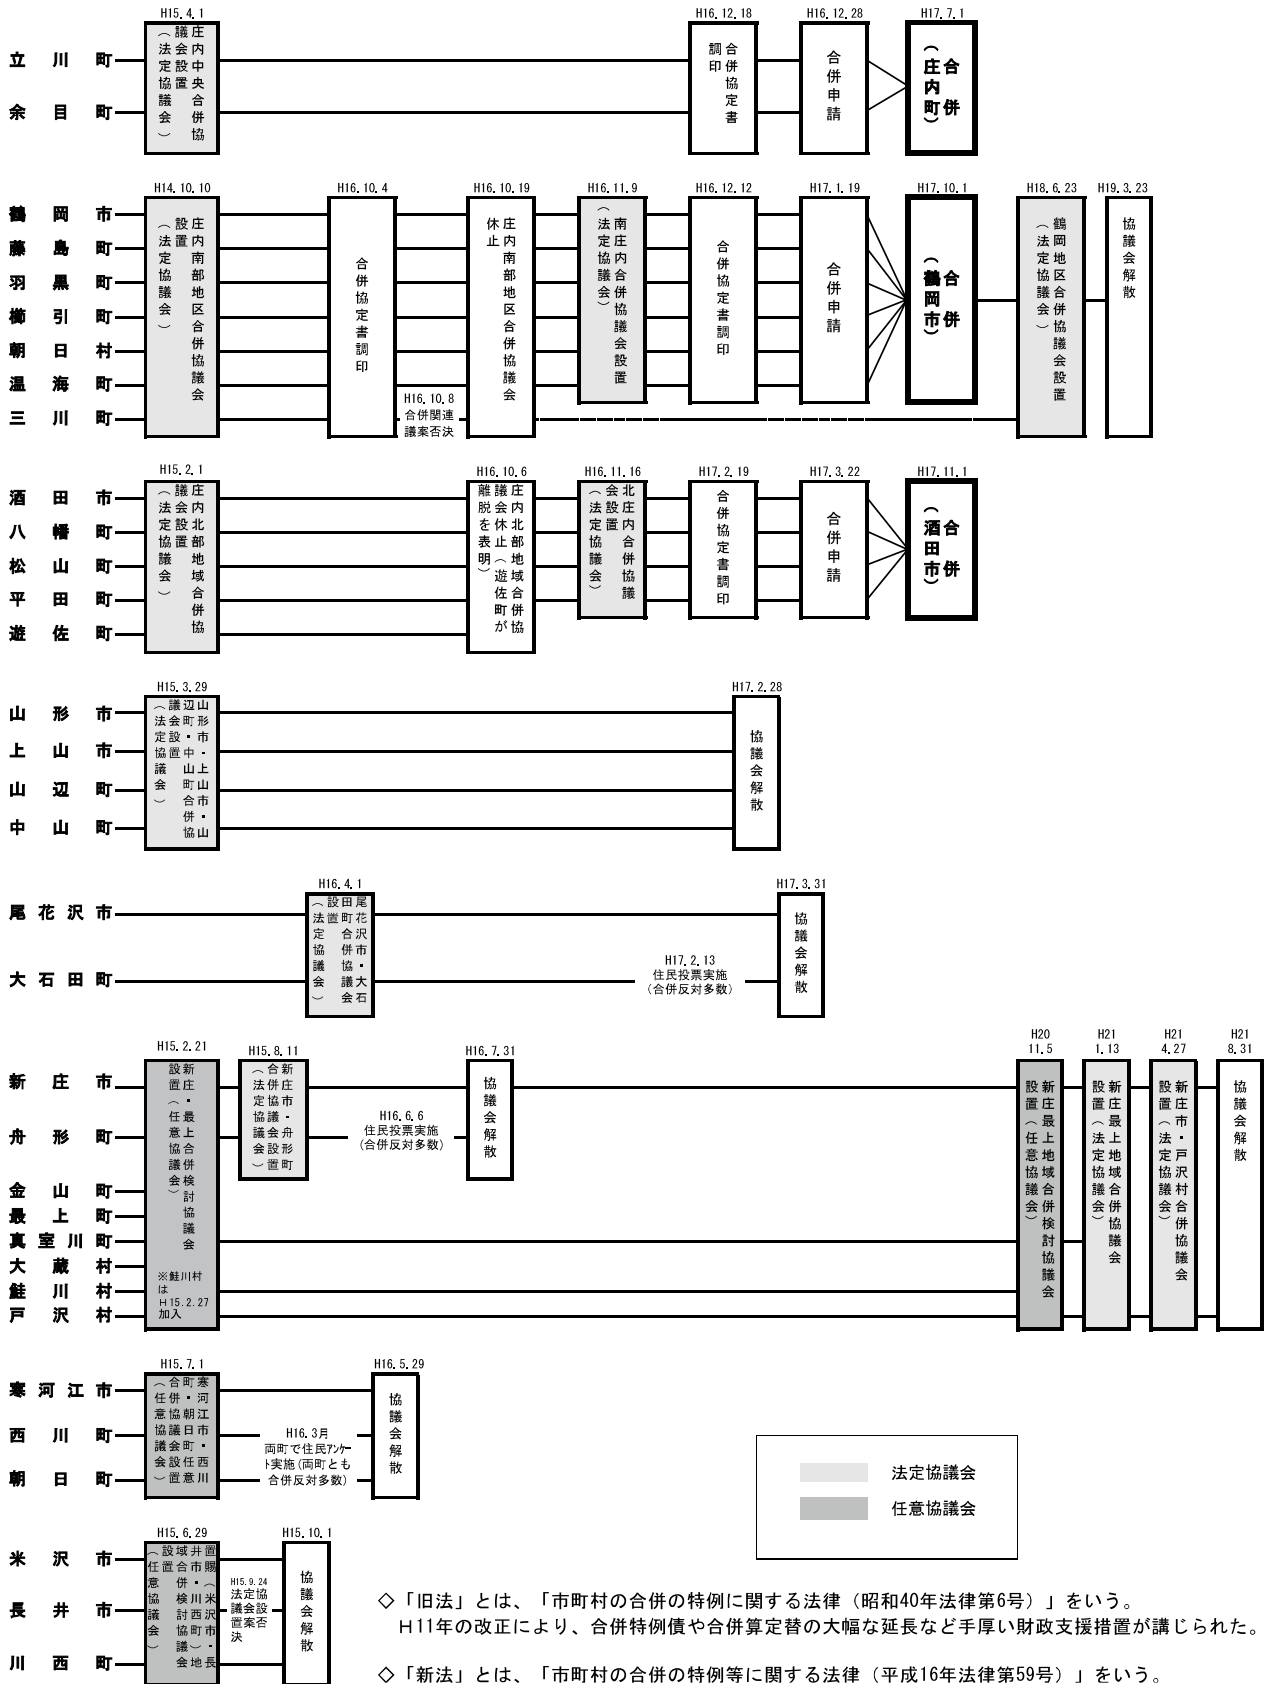 H15.4.1
H16.12.18
H16.12.28
H17.7.1
立川町
余目町
庄内中央合併協
議会設置
（法定協議会）
合併協定書
調印
合併申請
合併
（庄内町）
H14.10.10
H16.10.4
H16.10.19
H16.11.9
H16.12.12
H17.1.19
H17.10.1
H18.6.23
H19.3.23
鶴岡市
藤島町
羽黒町
櫛引町
朝日村
温海町
三川町
庄内南部地区合併協議会
設置
（法定協議会）
合併協定書調印
H16.10.8
合併関連
議案否決
庄内南部地区合併協議会
休止
南庄内合併協議会設置
（法定協議会）
合併協定書調印
合併申請
合併
（鶴岡市）
鶴岡地区合併協議会設置
（法定協議会）
協議会解散
H15.2.1
H16.10.6
H16.11.16
H17.2.19
H17.3.22
H17.11.1
酒田市
八幡町
松山町
平田町
遊佐町
庄内北部地域合併協
議会設置
（法定協議会）
庄内北部地域合併協
議会休止（遊佐町が
離脱を表明）
北庄内合併協議
会設置
（法定協議会）
合併協定書調印
合併申請
合併
（酒田市）
H15.3.29
H17.2.28
山形市
上山市
山辺町
中山町
山形市・上山市・山
辺町・中山町合併協
議会設置
（法定協議会）
協議会解散
H16.4.1
H17.3.31
尾花沢市
大石田町
尾花沢市・大石
田町合併協議会
設置
（法定協議会）
H17.2.13
住民投票実施
（合併反対多数）
協議会解散
H15.2.21
H15.8.11
H16.7.31
H20
11.5
H21
1.13
H21
4.27
H21
8.31
新庄市
舟形町
金山町
最上町
真室川町
大蔵村
鮭川村
戸沢村
新庄・最上合併検討協議会
設置（任意協議会）
※鮭川村
は
H15.2.27
加入
新庄市・舟形町
合併協議会設置
（法定協議会）
H16.6.6
住民投票実施
（合併反対多数）
協議会解散
新庄最上地域合併検討協議会
設置（任意協議会）
新庄最上地域合併協議会
設置（法定協議会）
新庄市・戸沢村合併協議会
設置（法定協議会）
協議会解散
H15.7.1
H16.5.29
寒河江市
西川町
朝日町
寒河江市・西川
町・朝日町任意
合併協議会設置
（任意協議会）
H16.3月
両町で住民アンケー
ト実施（両町とも
合併反対多数）
協議会解散
法定協議会
任意協議会
H15.6.29
H15.10.1
米沢市
長井市
川西町
置賜（米沢市・長
井市・川西町）地
域合併検討協議会
設置
（任意協議会）
H15.9.24
法定協
議会設
置案否
決
協議会解散
◇「旧法」とは、「市町村の合併の特例に関する法律（昭和40年法律第6号）」をいう。
H11年の改正により、合併特例債や合併算定替の大幅な延長など手厚い財政支援措置が講じられた。
◇「新法」とは、「市町村の合併の特例等に関する法律（平成16年法律第59号）」をいう。